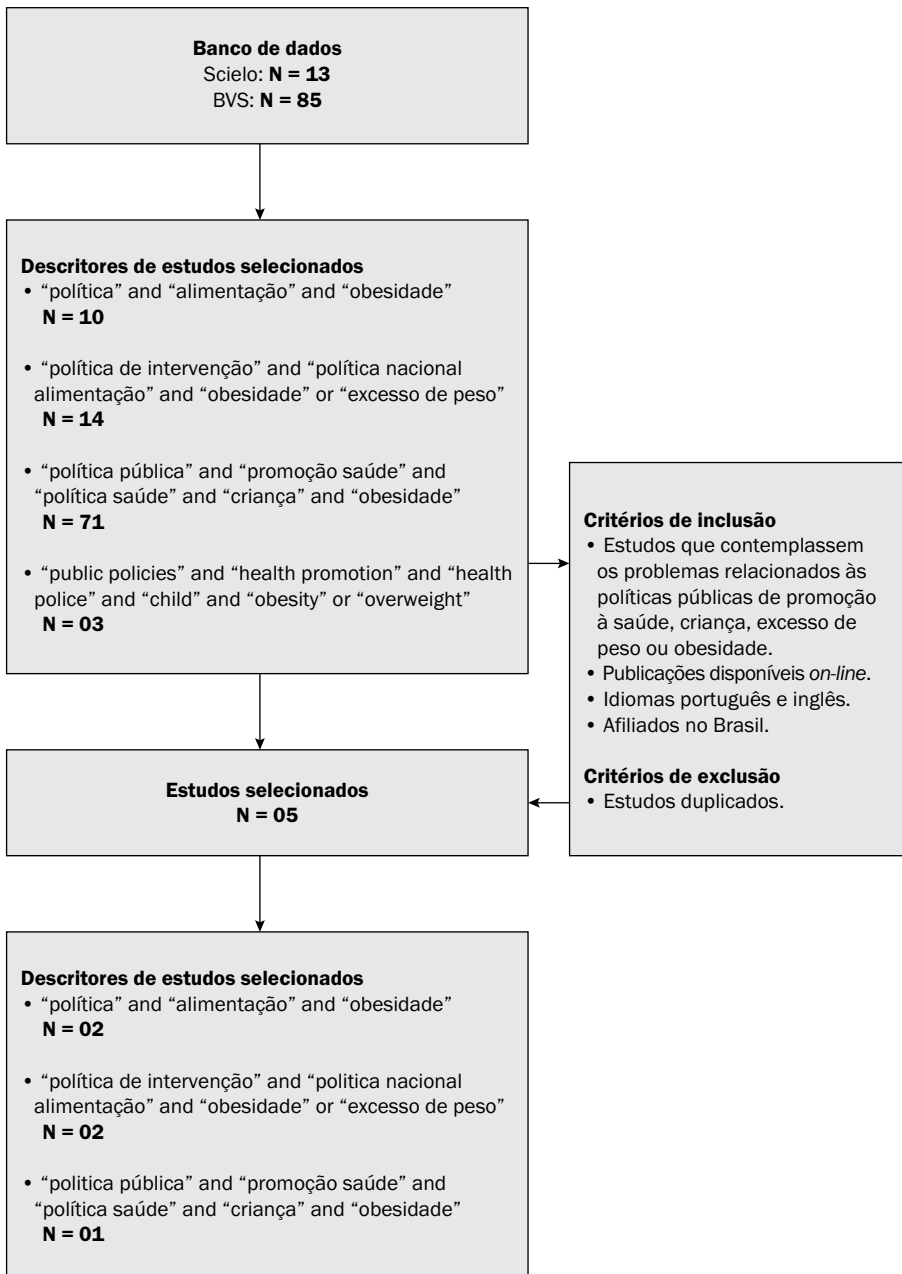 Banco de dados
Scielo: N = 13
BVS: N = 85
Descritores de estudos selecionados
• “política” and “alimentação” and “obesidade”
N = 10
• “política de intervenção” and “política nacional
alimentação” and “obesidade” or “excesso de peso”
N = 14
• “política pública” and “promoção saúde” and
“política saúde” and “criança” and “obesidade”
N = 71
• “public policies” and “health promotion” and “health
police” and “child” and “obesity” or “overweight”
N = 03
Critérios de inclusão
• Estudos que contemplassem
os problemas relacionados às
políticas públicas de promoção
à saúde, criança, excesso de
peso ou obesidade.
• Publicações disponíveis on-line.
• Idiomas português e inglês.
• Afiliados no Brasil.
Critérios de exclusão
• Estudos duplicados.
Estudos selecionados
N = 05
Descritores de estudos selecionados
• “política” and “alimentação” and “obesidade”
N = 02
• “política de intervenção” and “politica nacional
alimentação” and “obesidade” or “excesso de peso”
N = 02
• “politica pública” and “promoção saúde” and
“política saúde” and “criança” and “obesidade”
N = 01